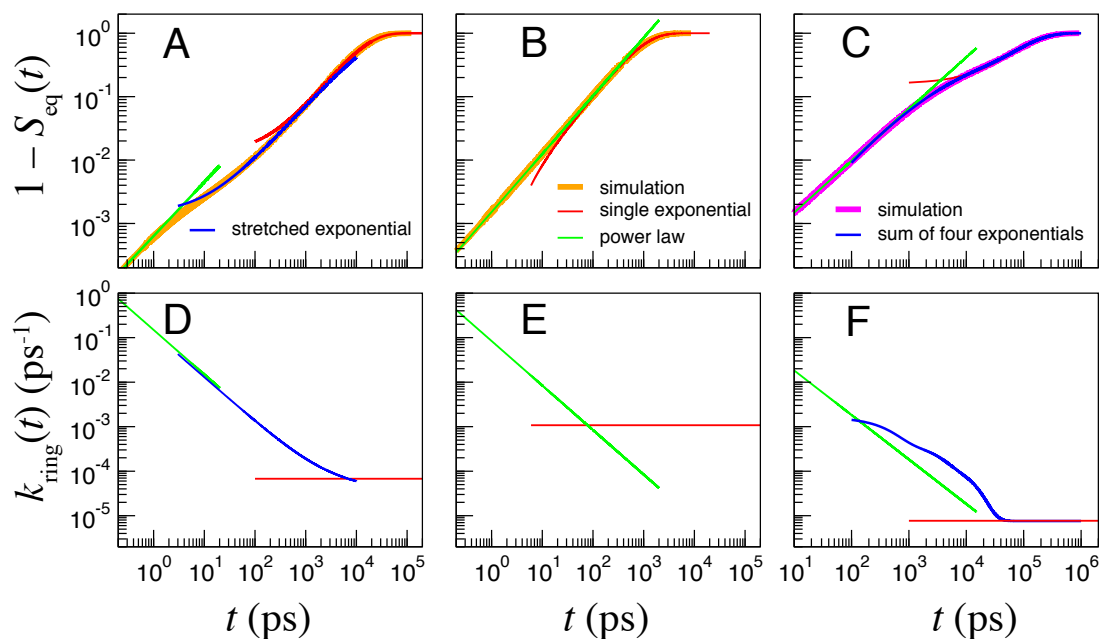 A
B
C
1 − S_eq(t)
10^0
10^-1
10^-2
10^-3
stretched exponential
simulation
single exponential
power law
simulation
sum of four exponentials
D
E
F
k_ring(t) (ps^-1)
10^0
10^-1
10^-2
10^-3
10^-4
10^-5
10^0 10^1 10^2 10^3 10^4 10^5
10^0 10^1 10^2 10^3 10^4 10^5
10^1 10^2 10^3 10^4 10^5 10^6
t (ps)
t (ps)
t (ps)